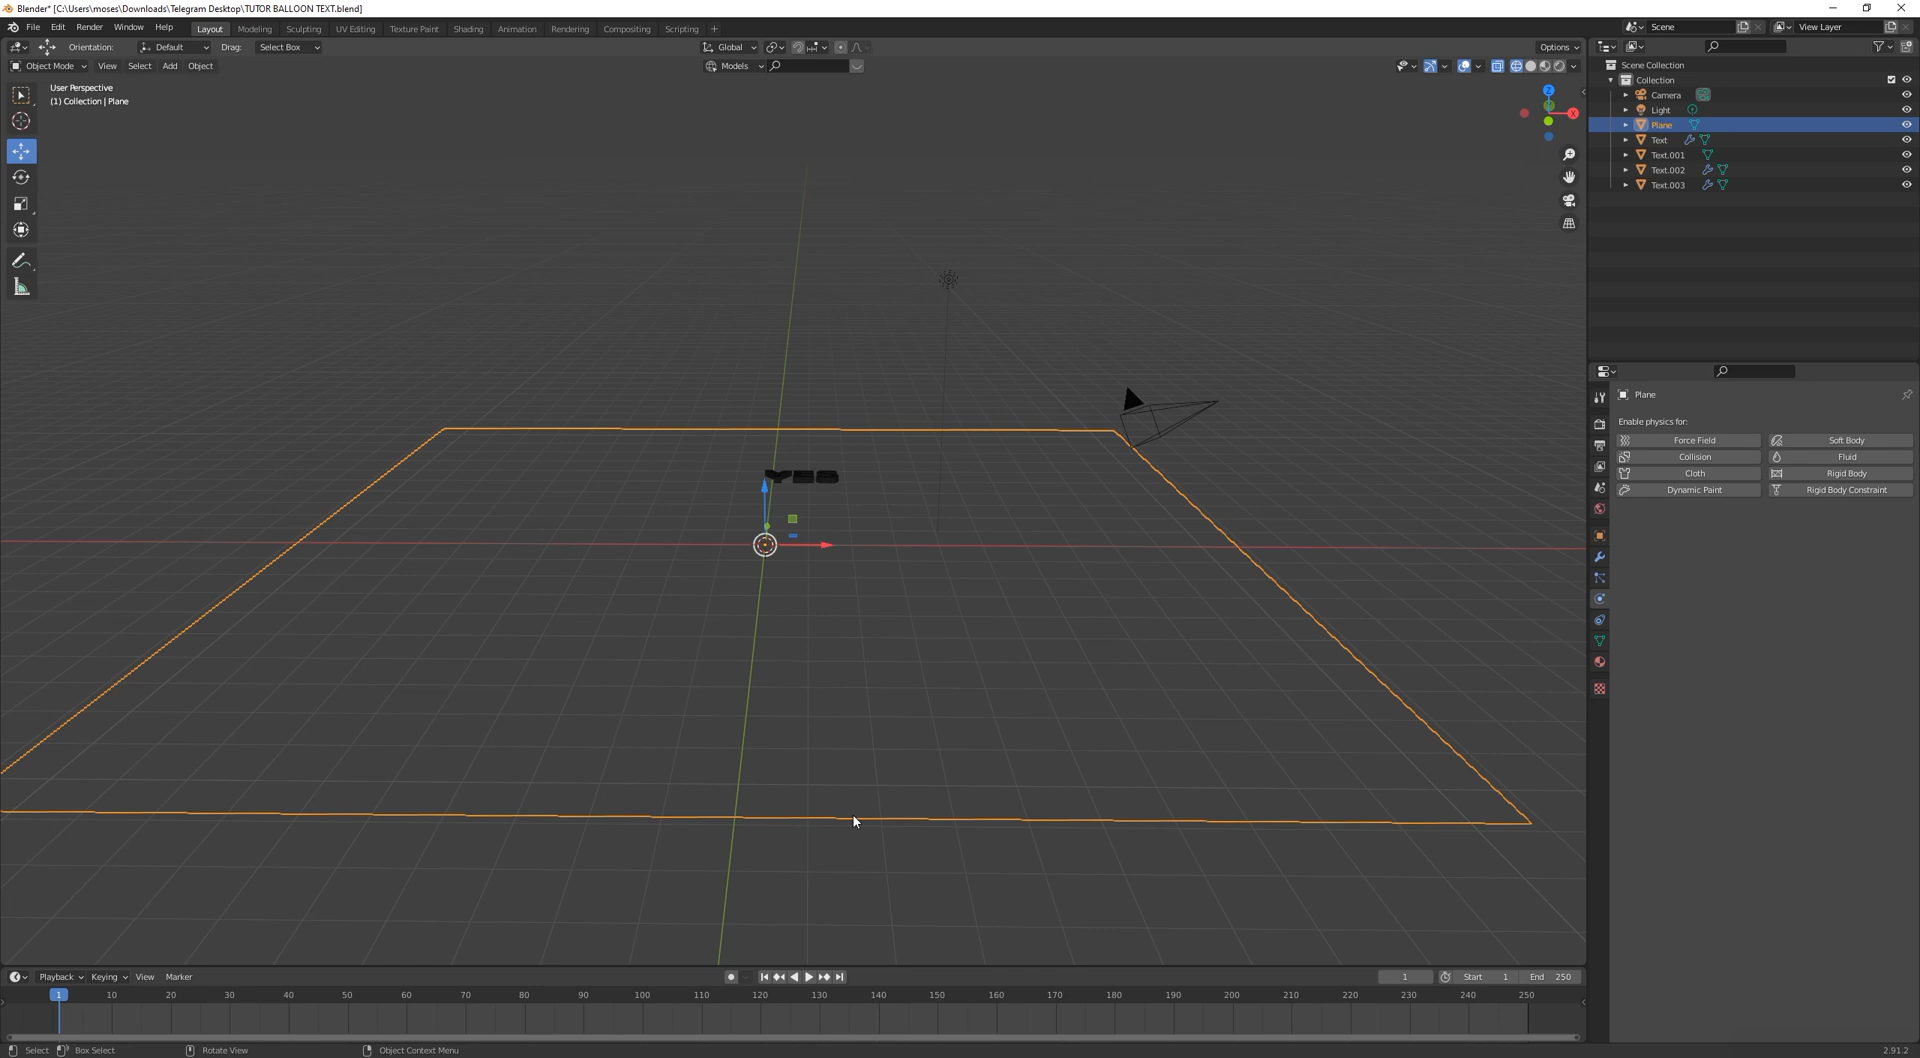 Blender* [C:\Users\moses\Downloads\Telegram Desktop\TUTOR BALLOON TEXT.blend]
File Edit Render Window Help Layout Modeling Sculpting UV Editing Texture Paint Shading Animation Rendering Compositing Scripting + Scene View Layer
Orientation: Default Drag: Select Box Global Options
Object Mode View Select Add Object Models
User Perspective
(1) Collection | Plane
Z
X
YES
Scene Collection
Collection
Camera
Light
Plane
Text
Text.001
Text.002
Text.003
Plane
Enable physics for:
Force Field Soft Body
Collision Fluid
Cloth Rigid Body
Dynamic Paint Rigid Body Constraint
Playback Keying View Marker 1 Start 1 End 250
1 10 20 30 40 50 60 70 80 90 100 110 120 130 140 150 160 170 180 190 200 210 220 230 240 250
Select Box Select Rotate View Object Context Menu 2.91.2